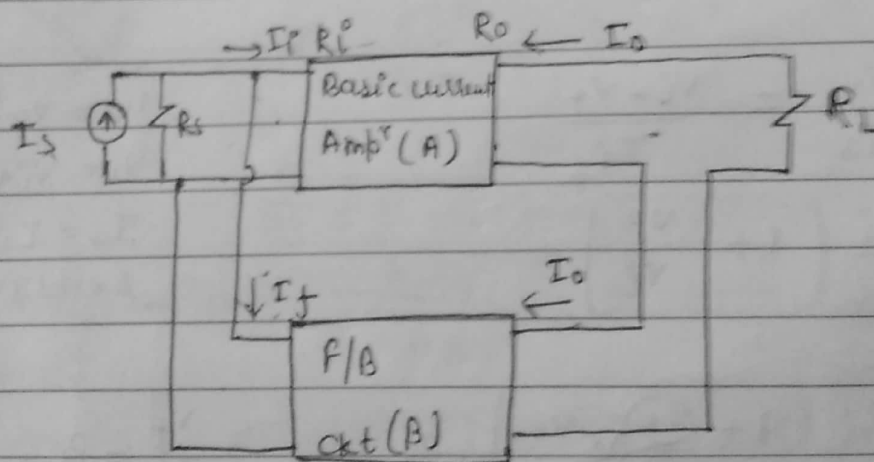 → Ii Ri
Ro ← Io
Is
Rs
Basic current
Ampr (A)
RL
↓ If
← Io
F/B
ckt (β)